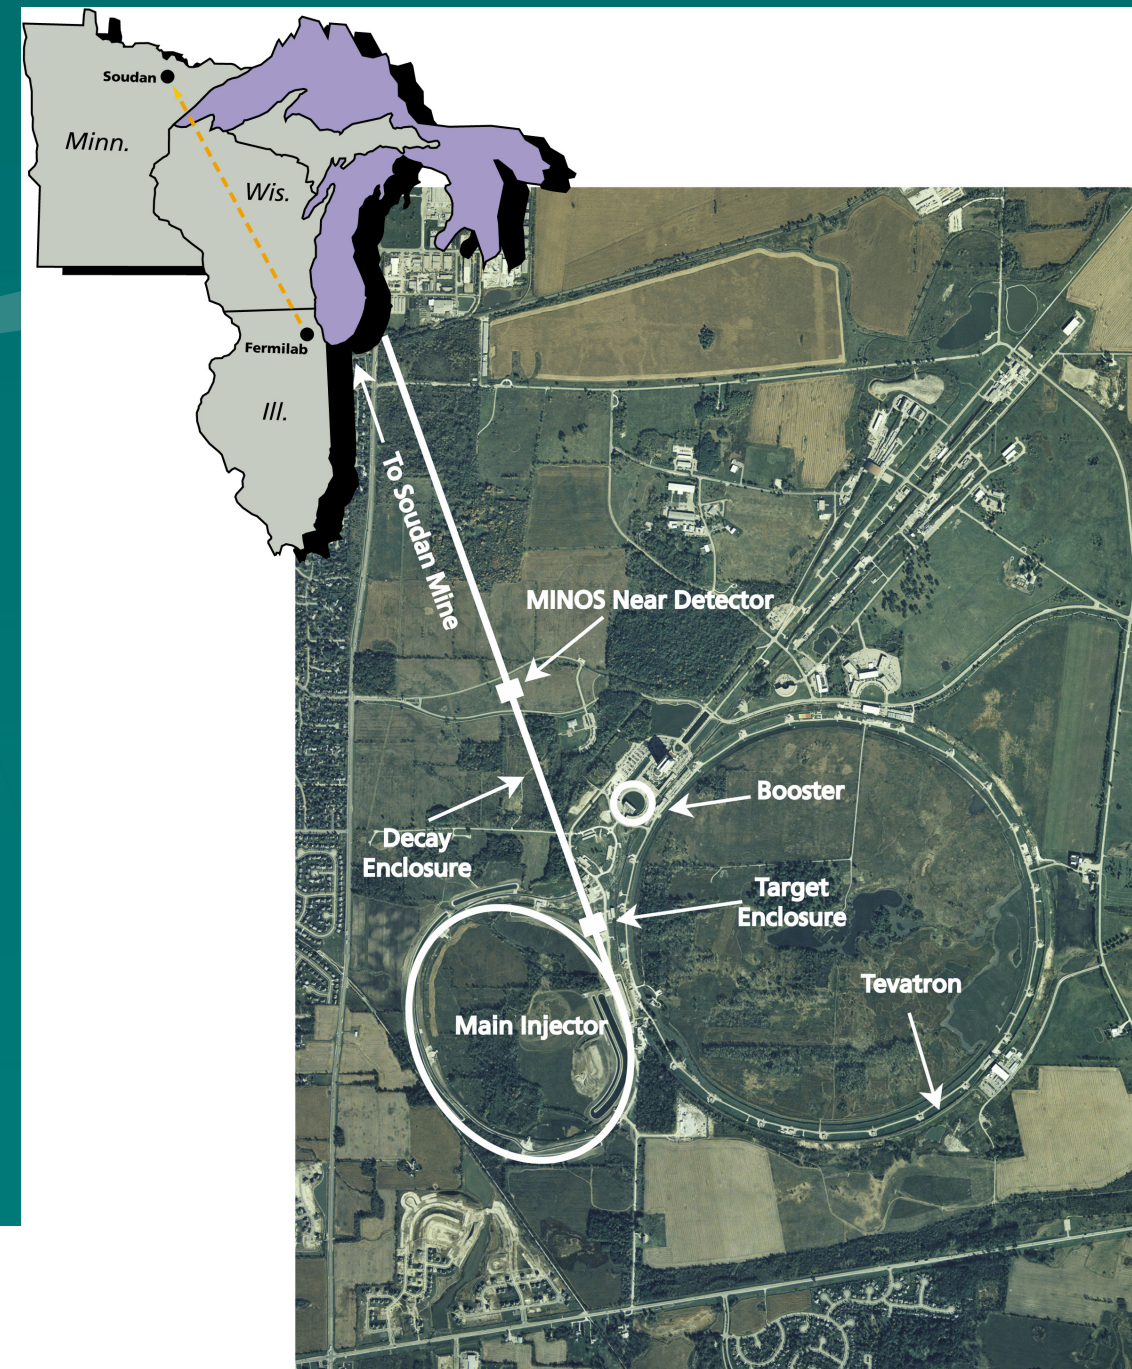 Soudan
Minn.
Wis.
Fermilab
Ill.
To Soudan Mine
MINOS Near Detector
Booster
Decay
Enclosure
Target
Enclosure
Tevatron
Main Injector